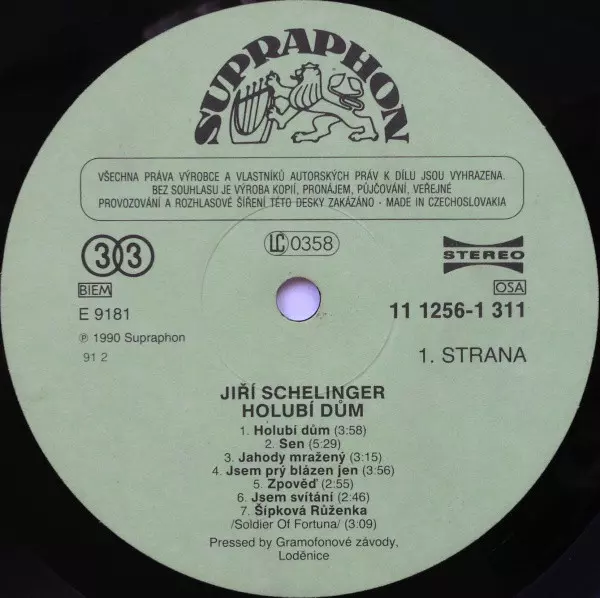 SUPRAPHON
VŠECHNA PRÁVA VÝROBCE A VLASTNÍKŮ AUTORSKÝCH PRÁV K DÍLU JSOU VYHRAZENA.
BEZ SOUHLASU JE VÝROBA KOPIÍ, PRONÁJEM, PŮJČOVÁNÍ, VEŘEJNÉ
PROVOZOVÁNÍ A ROZHLASOVÉ ŠÍŘENÍ TÉTO DESKY ZAKÁZÁNO - MADE IN CZECHOSLOVAKIA
33
LC 0358
STEREO
BIEM
OSA
E 9181
11 1256-1 311
℗ 1990 Supraphon
91 2
1. STRANA
JIŘÍ SCHELINGER
HOLUBÍ DŮM
1. Holubí dům (3:58)
2. Sen (5:29)
3. Jahody mražený (3:15)
4. Jsem prý blázen jen (3:56)
5. Zpověď (2:55)
6. Jsem svítání (2:46)
7. Šípková Růženka
/Soldier Of Fortuna/ (3:09)
Pressed by Gramofonové závody,
Loděnice